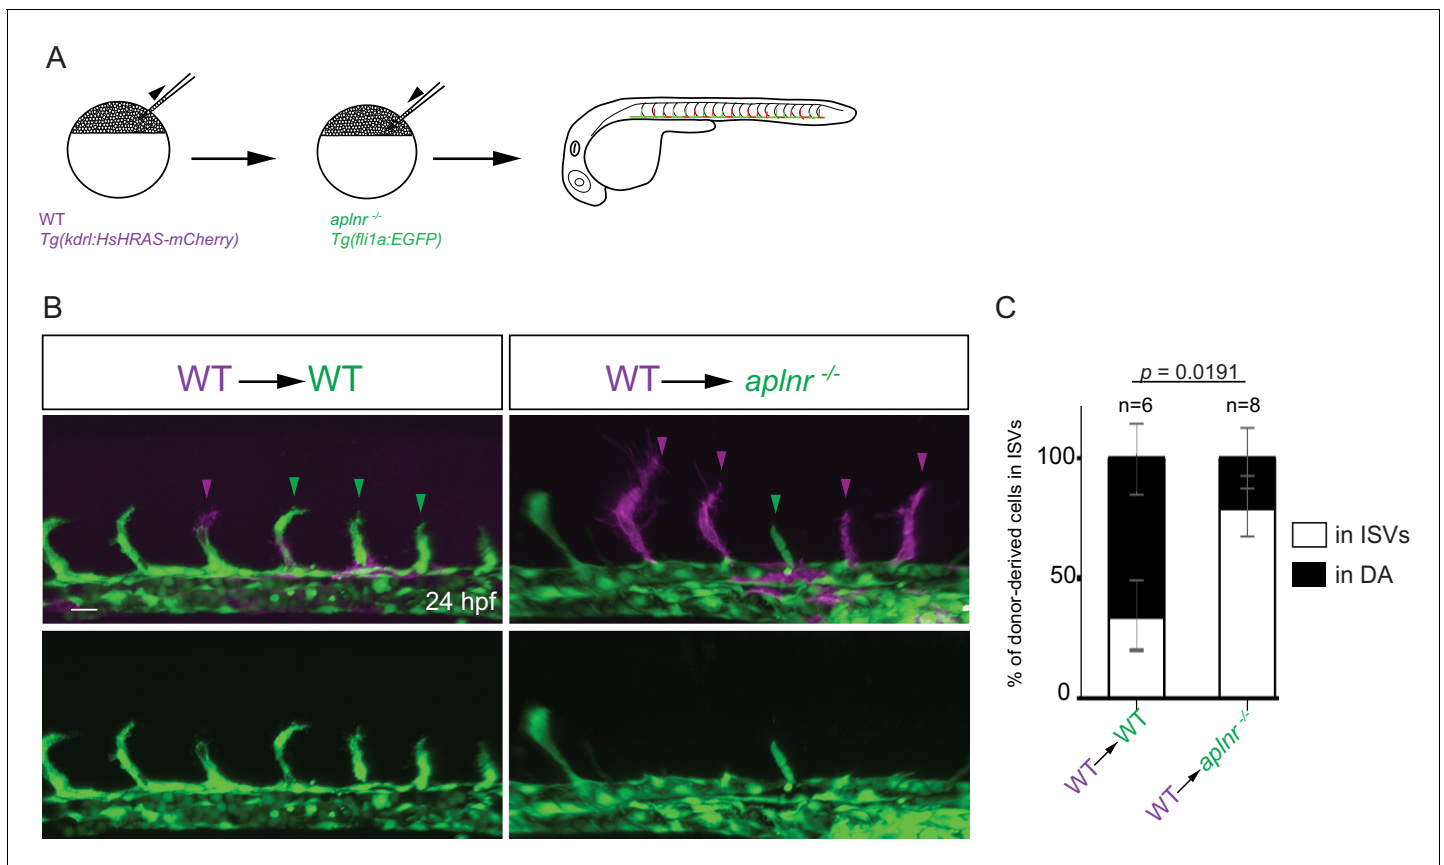 A
WT
Tg(kdrl:HsHRAS-mCherry)
aplnr -/-
Tg(fli1a:EGFP)
B
WT WT
WT aplnr -/-
24 hpf
C
p = 0.0191
n=6 n=8
% of donor-derived cells in ISVs
100
50
0
in ISVs
in DA
WT WT
WT aplnr -/-